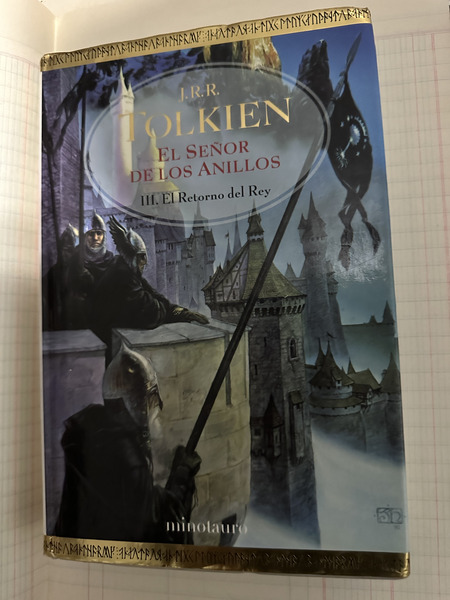 J.R.R.
TOLKIEN
EL SEÑOR
DE LOS ANILLOS
III. El Retorno del Rey
minotauro